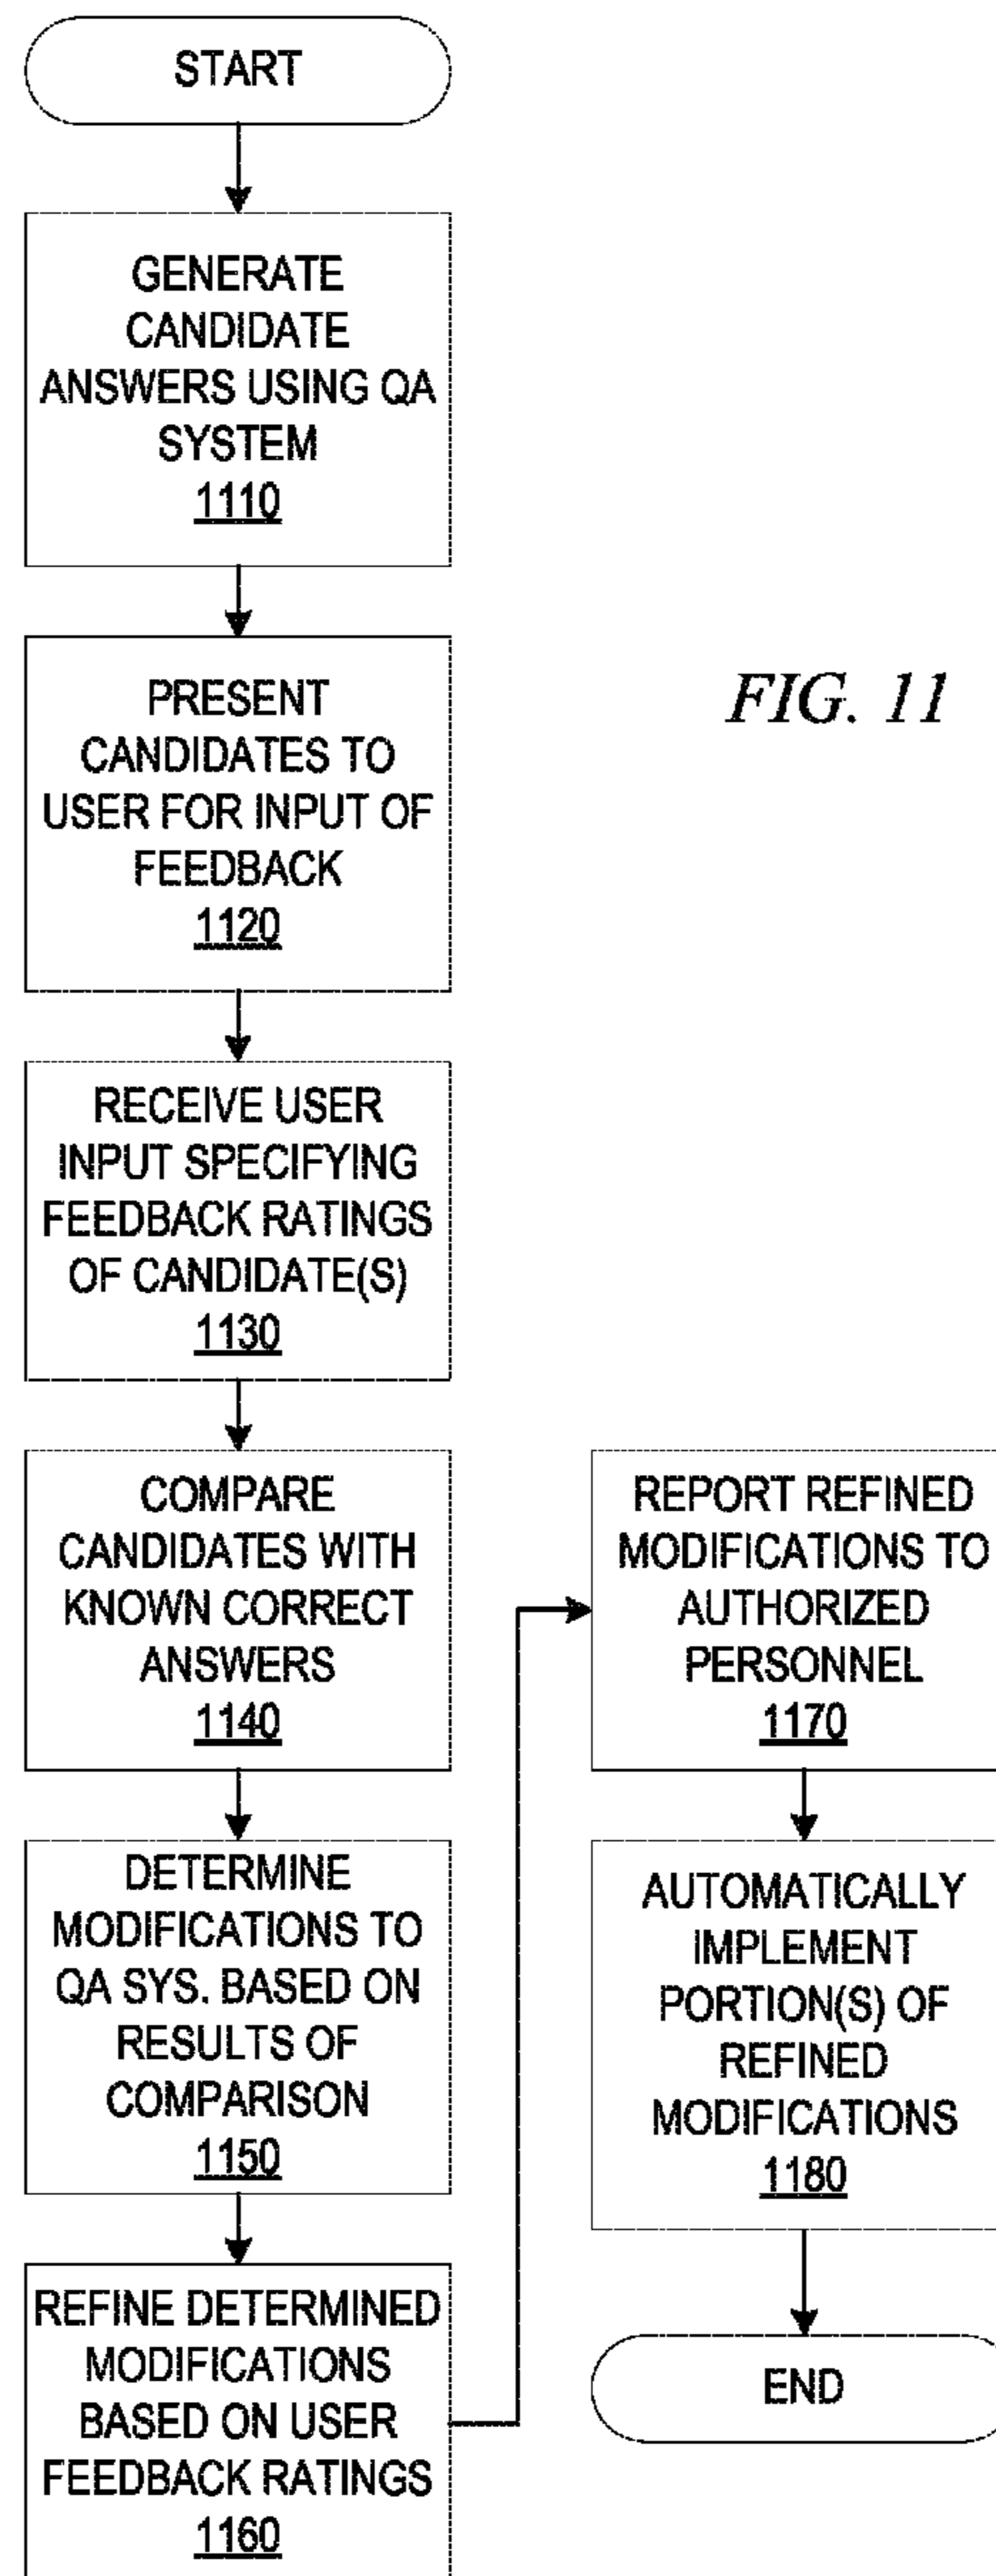 START
GENERATE
CANDIDATE
ANSWERS USING QA
SYSTEM
1110
PRESENT
CANDIDATES TO
USER FOR INPUT OF
FEEDBACK
1120
RECEIVE USER
INPUT SPECIFYING
FEEDBACK RATINGS
OF CANDIDATE(S)
1130
COMPARE
CANDIDATES WITH
KNOWN CORRECT
ANSWERS
1140
DETERMINE
MODIFICATIONS TO
QA SYS. BASED ON
RESULTS OF
COMPARISON
1150
REFINE DETERMINED
MODIFICATIONS
BASED ON USER
FEEDBACK RATINGS
1160
REPORT REFINED
MODIFICATIONS TO
AUTHORIZED
PERSONNEL
1170
AUTOMATICALLY
IMPLEMENT
PORTION(S) OF
REFINED
MODIFICATIONS
1180
END
FIG. 11